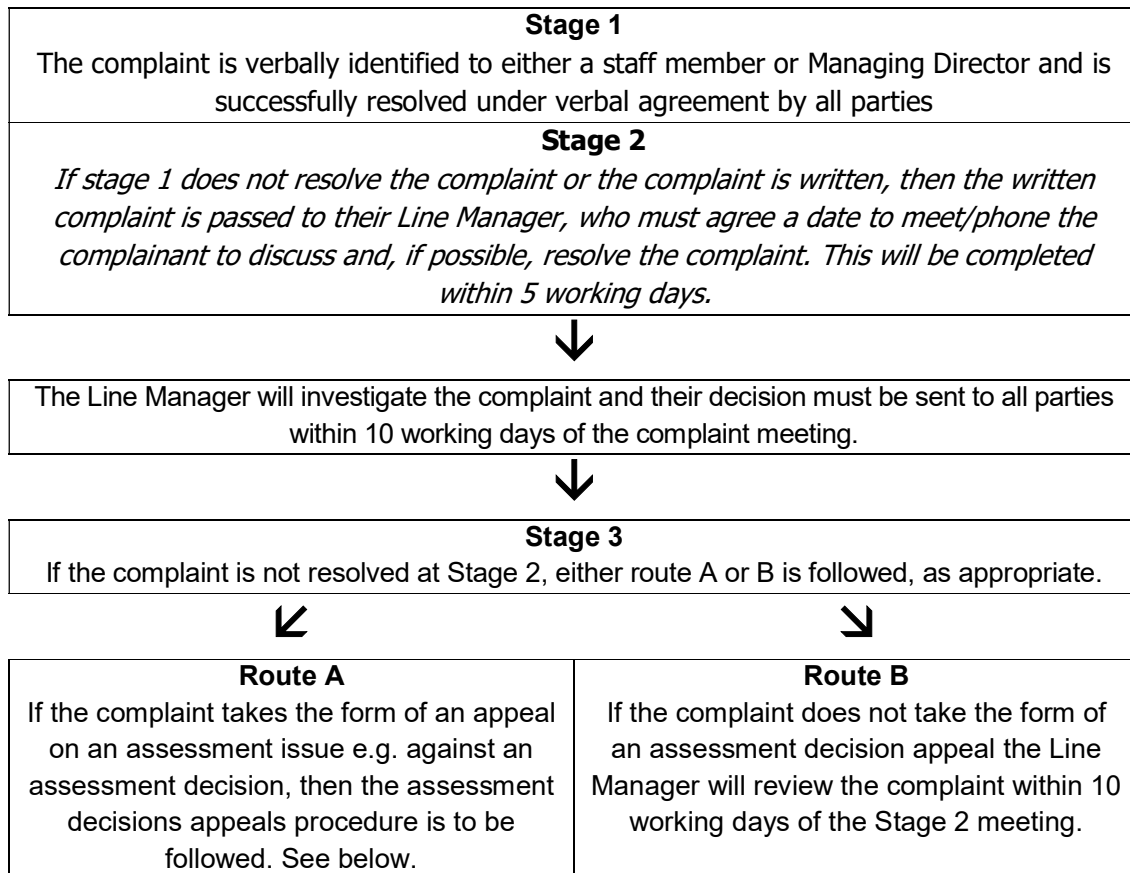 Stage 1
The complaint is verbally identified to either a staff member or Managing Director and is
successfully resolved under verbal agreement by all parties
Stage 2
If stage 1 does not resolve the complaint or the complaint is written, then the written
complaint is passed to their Line Manager, who must agree a date to meet/phone the
complainant to discuss and, if possible, resolve the complaint. This will be completed
within 5 working days.
The Line Manager will investigate the complaint and their decision must be sent to all parties
within 10 working days of the complaint meeting.
Stage 3
If the complaint is not resolved at Stage 2, either route A or B is followed, as appropriate.
Route A
If the complaint takes the form of an appeal
on an assessment issue e.g. against an
assessment decision, then the assessment
decisions appeals procedure is to be
followed. See below.
Route B
If the complaint does not take the form of
an assessment decision appeal the Line
Manager will review the complaint within 10
working days of the Stage 2 meeting.